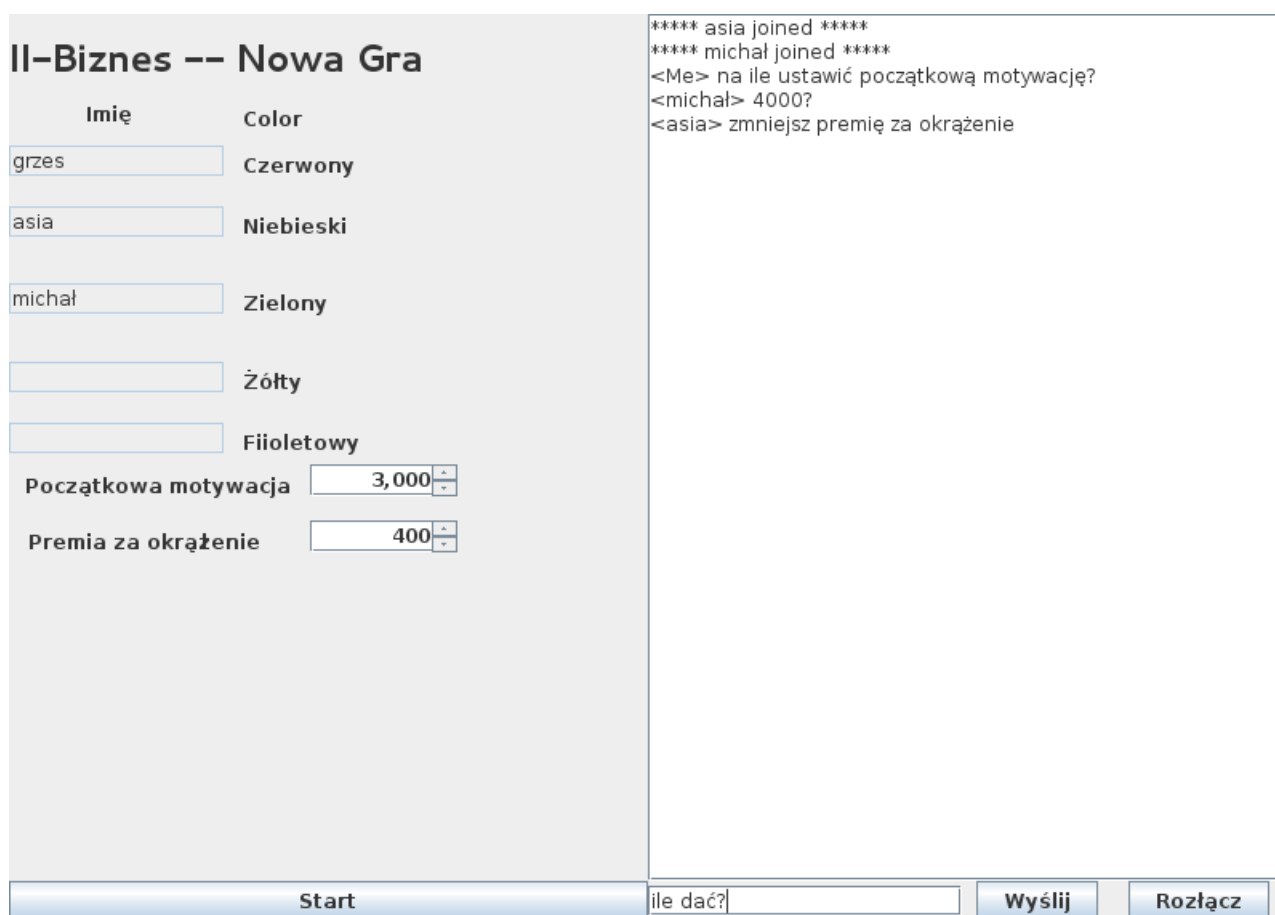 II-Biznes -- Nowa Gra
Imię Color
grzes Czerwony
asia Niebieski
michał Zielony
Żółty
Fiioletowy
Początkowa motywacja 3,000
Premia za okrążenie 400
Start
***** asia joined *****
***** michał joined *****
<Me> na ile ustawić początkową motywację?
<michał> 4000?
<asia> zmniejsz premię za okrążenie
ile dać? Wyślij Rozłącz